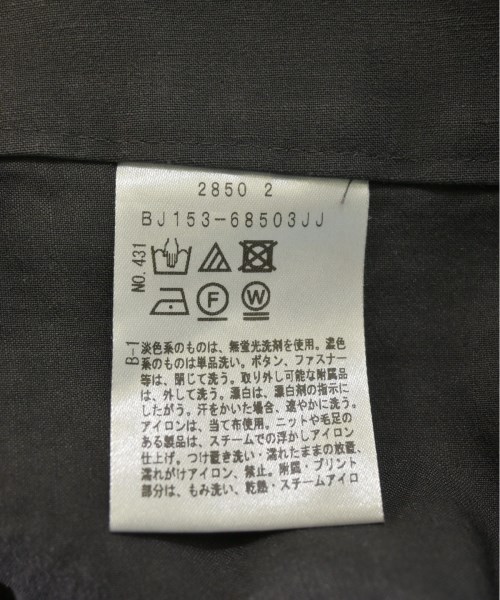 2850 2
BJ153-68503JJ
NO.431
F
W
B-1
淡色系のものは、無蛍光洗剤を使用。濃色
系のものは単品洗い。ボタン、ファスナー
等は、閉じて洗う。取り外し可能な附属品
は、外して洗う。漂白は、漂白剤の指示に
したがう。汗をかいた場合、速やかに洗う。
アイロンは、当て布使用。ニットや毛足の
ある製品は、スチームでの浮かしアイロン
仕上げ。つけ置き洗い・濡れたままの放置、
濡れがけアイロン、禁止。附属・プリント
部分は、もみ洗い、乾熱・スチームアイロ